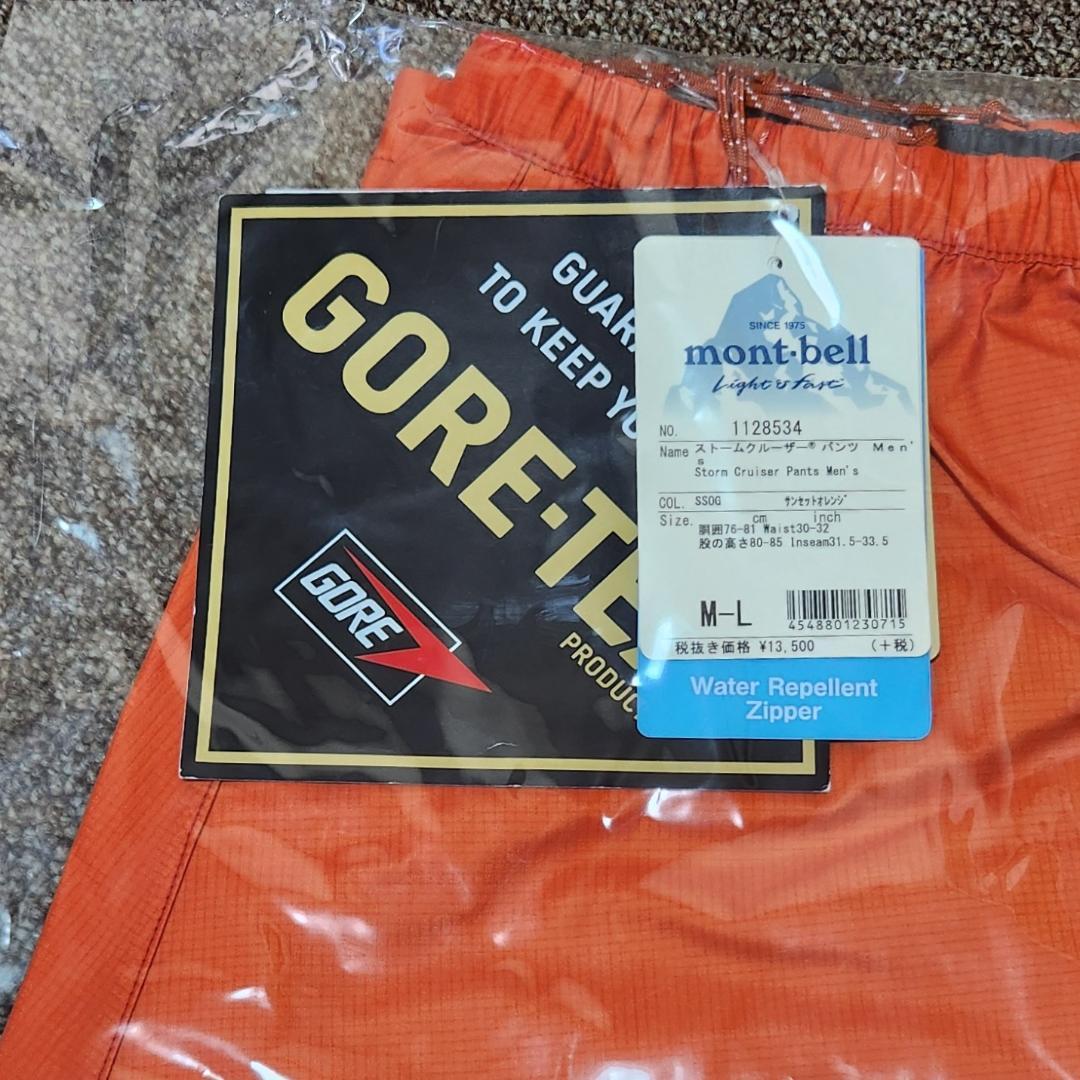 GUAR
TO KEEP YO
GORE-TE
PRODUC
GORE
SINCE 1975
mont-bell
Light & Fast
NO. 1128534
Name ストームクルーザー® パンツ Men'
s
Storm Cruiser Pants Men's
COL. SSOG サンセットオレンジ
Size. cm inch
胴囲76-81 Waist30-32
股の高さ80-85 Inseam31.5-33.5
M-L
4548801230715
税抜き価格 ¥13,500 (+税)
Water Repellent
Zipper